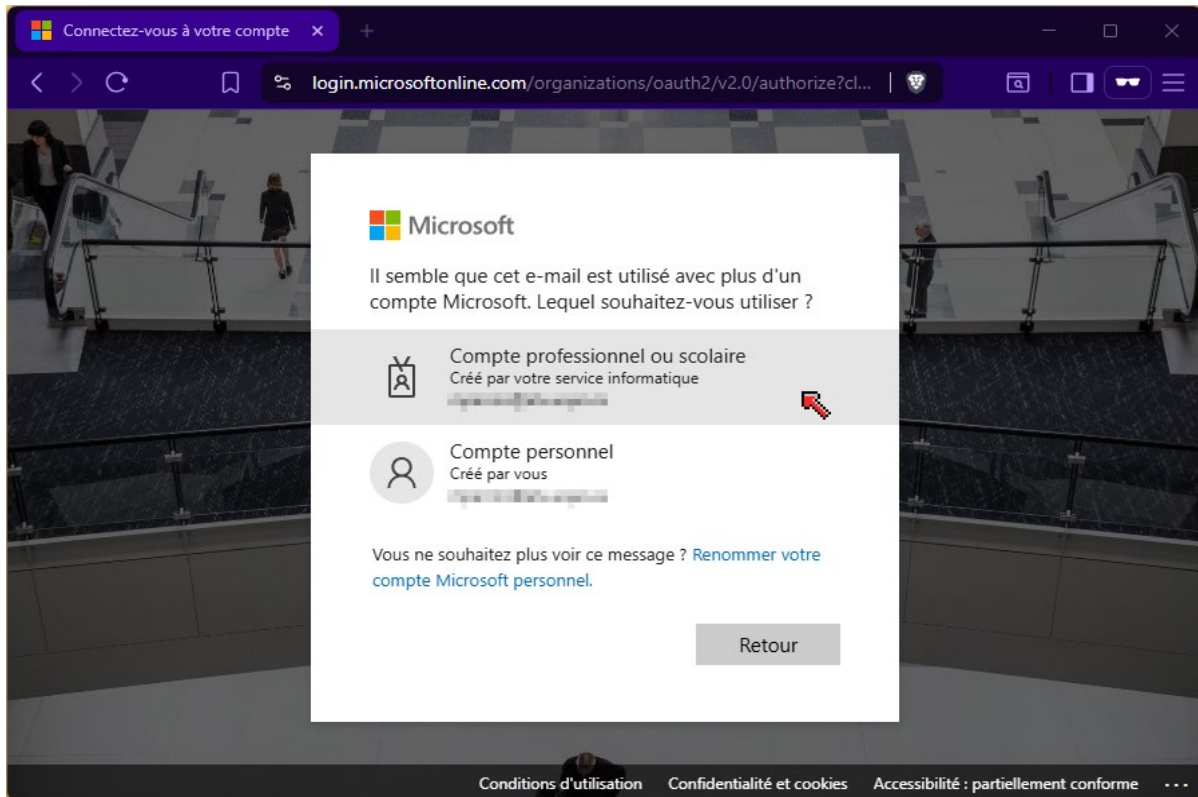 Connectez-vous à votre compte
login.microsoftonline.com/organizations/oauth2/v2.0/authorize?cl...
Microsoft
Il semble que cet e-mail est utilisé avec plus d'un
compte Microsoft. Lequel souhaitez-vous utiliser ?
Compte professionnel ou scolaire
Créé par votre service informatique
Compte personnel
Créé par vous
Vous ne souhaitez plus voir ce message ? Renommer votre
compte Microsoft personnel.
Retour
Conditions d'utilisation Confidentialité et cookies Accessibilité : partiellement conforme ...